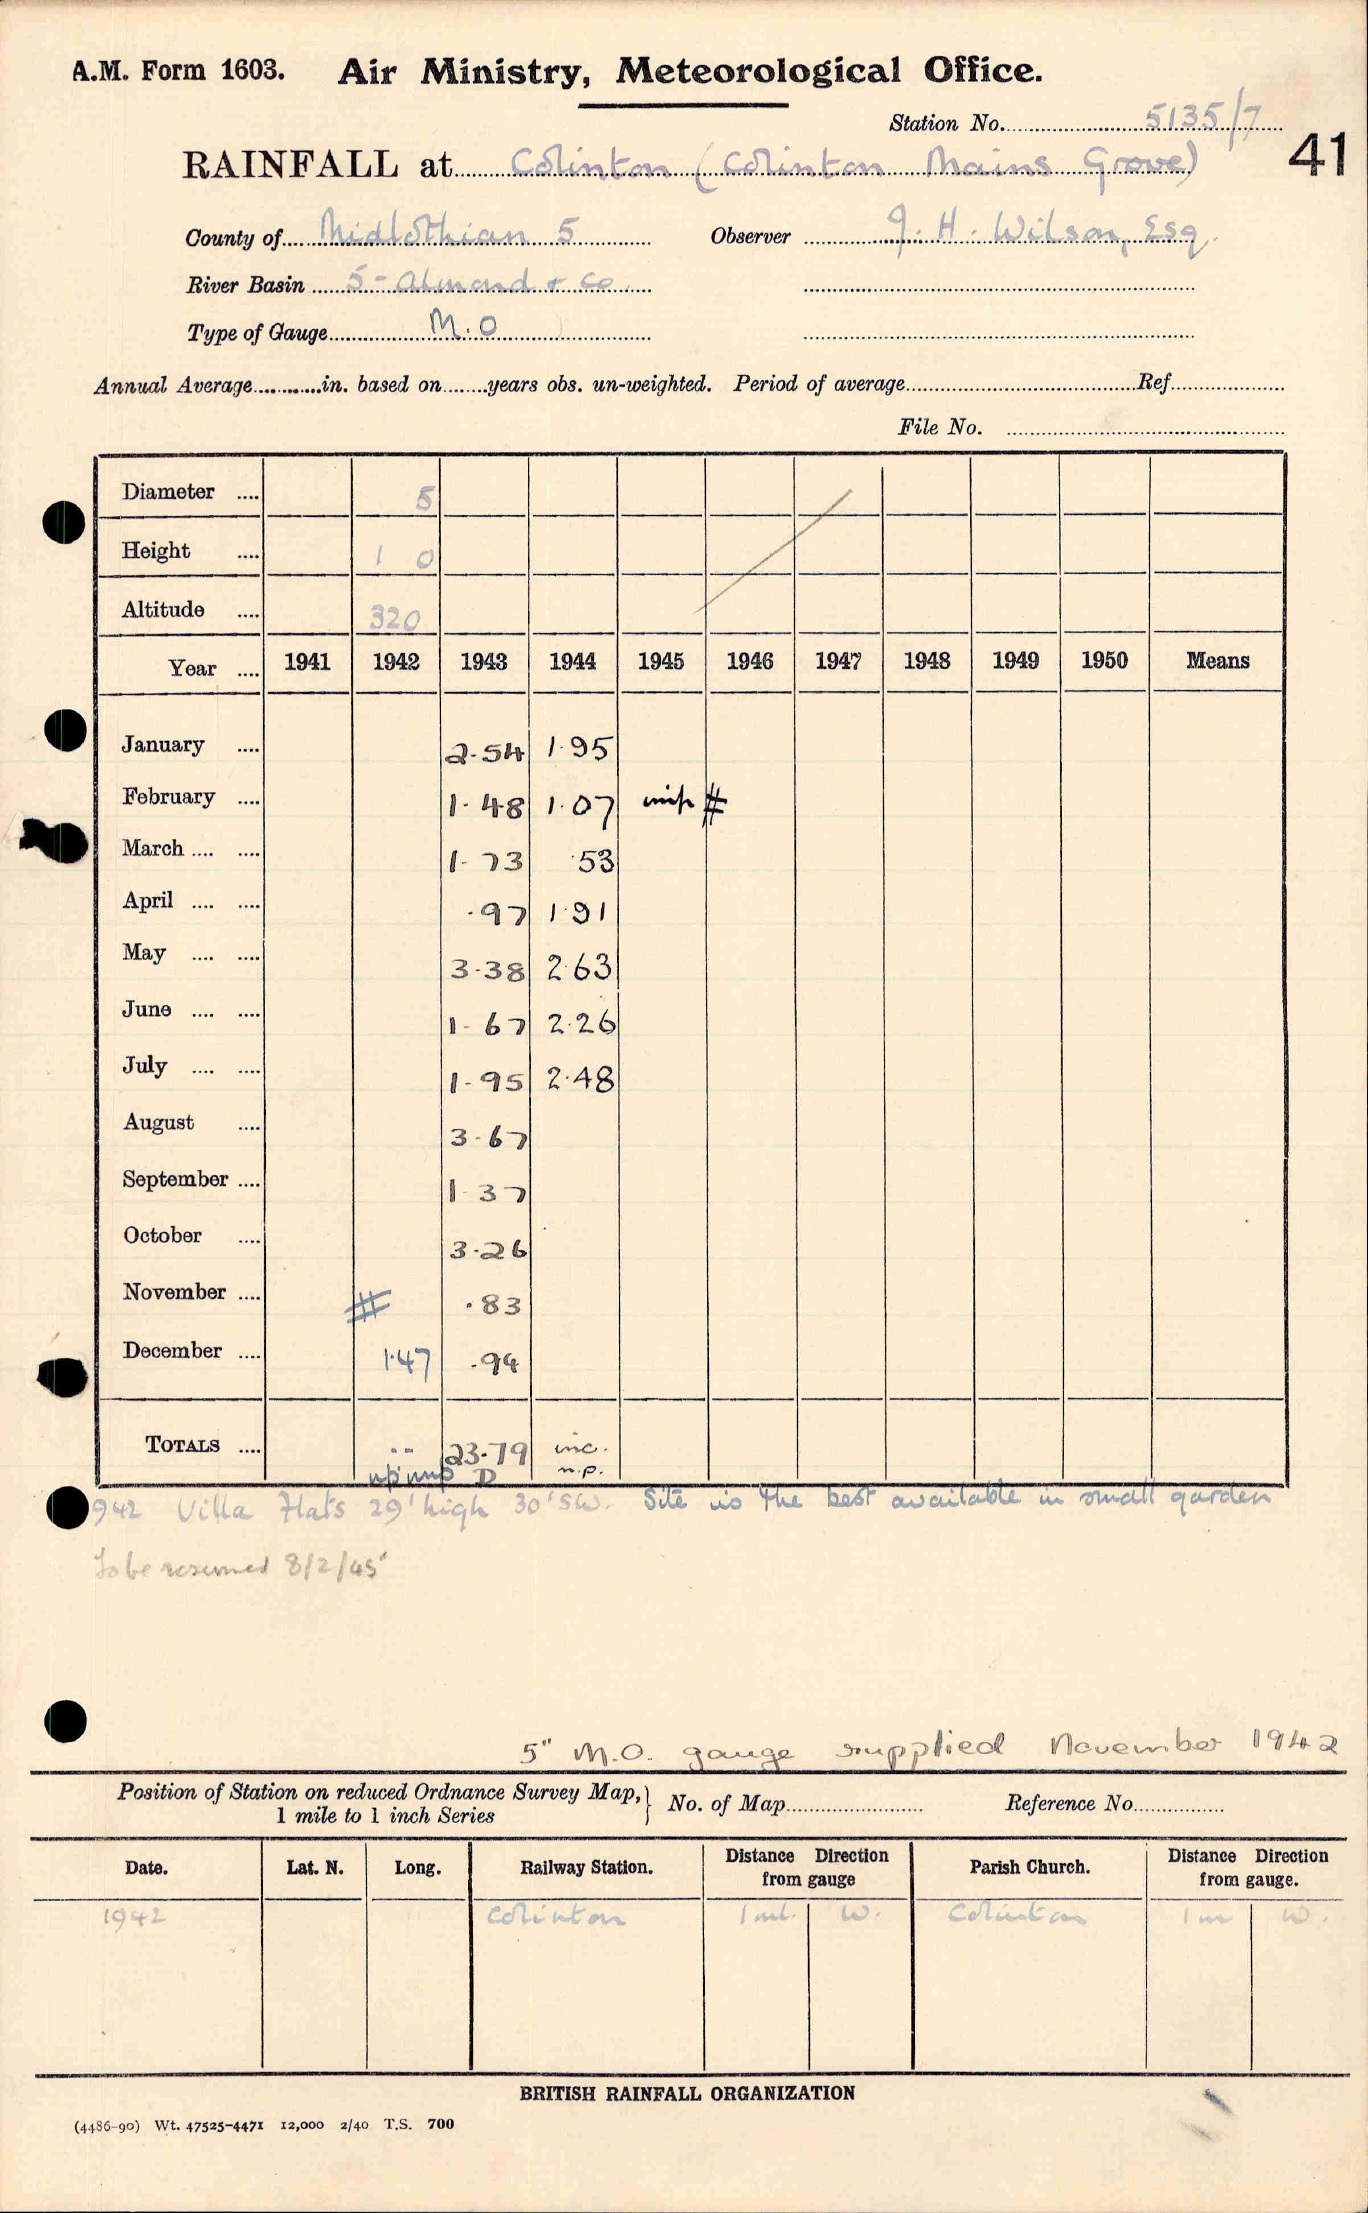 A.M. Form 1603. Air Ministry, Meteorological Office.
Station No. 5135/7
41
RAINFALL at Colinton (Colinton Mains Grove)
County of Midlothian 5 Observer J. H. Wilson, Esq.
River Basin 5 - Almond & Co
Type of Gauge M.O
Annual Average in. based on years obs. un-weighted. Period of average Ref.
File No.
Diameter .... 5
Height .... 1 0
Altitude .... 320
Year .... 1941 1942 1943 1944 1945 1946 1947 1948 1949 1950 Means
January .... 2.54 1.95
February .... 1.48 1.07 #
March .... .... 1.73 .53
April .... .... .97 1.91
May .... .... 3.38 2.63
June .... .... 1.67 2.26
July .... .... 1.95 2.48
August .... 3.67
September .... 1.37
October .... 3.26
November .... # .83
December .... 1.47 .94
TOTALS .... -- 23.79 inc.
D n.p.
942 Villa Flats 29' high 30' SW. Site is the best available in small garden
To be resumed 8/2/45
5" M.O. gauge supplied November 1942
Position of Station on reduced Ordnance Survey Map, } No. of Map Reference No.
1 mile to 1 inch Series
Date. Lat. N. Long. Railway Station. Distance Direction from gauge Parish Church. Distance Direction from gauge.
1942 Colinton 1 ml. W. Colinton 1 m W.
BRITISH RAINFALL ORGANIZATION
(4486-90) Wt. 47525-4471 12,000 2/40 T.S. 700